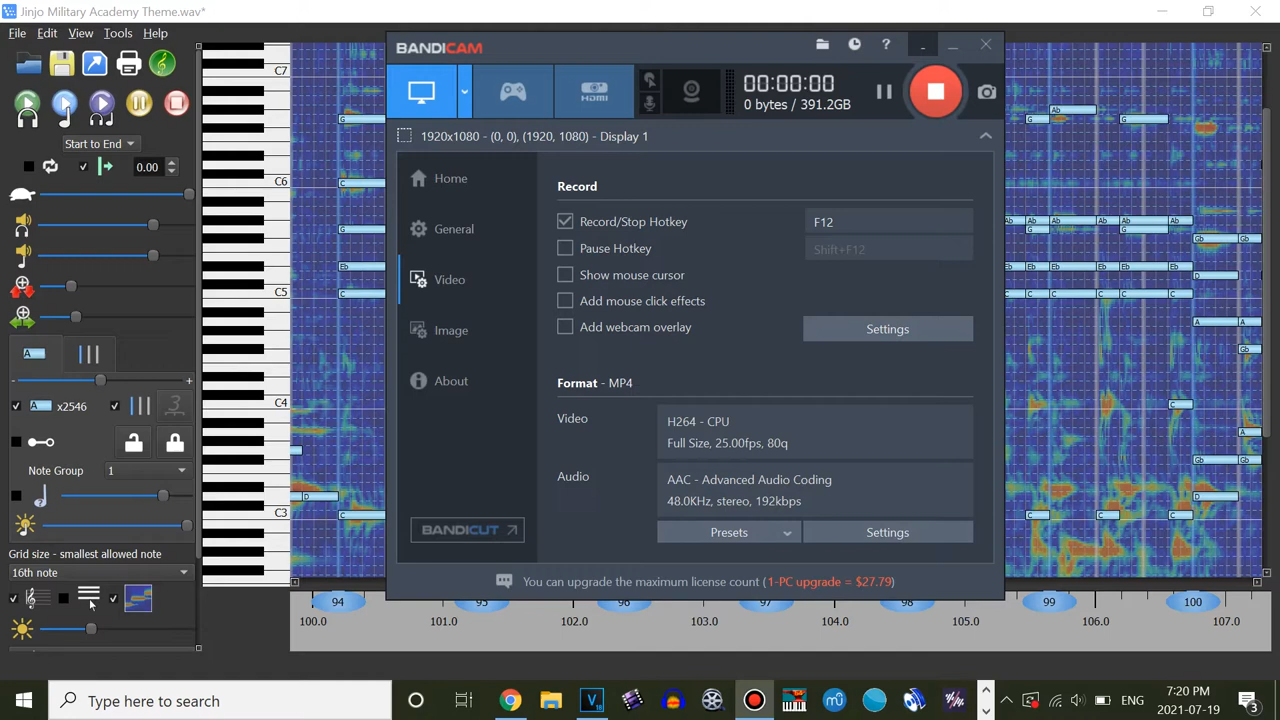 Jinjo Military Academy Theme.wav*
File Edit View Tools Help
Start to End
0.00
x2546
Note Group 1
Grid size - smallest allowed note
16th note
C7
C6
C5
C4
C3
BANDICAM
00:00:00
0 bytes / 391.2GB
HDMI
1920x1080 - (0, 0), (1920, 1080) - Display 1
Home
General
Video
Image
About
BANDICUT
Record
Record/Stop Hotkey F12
Pause Hotkey Shift+F12
Show mouse cursor
Add mouse click effects
Add webcam overlay Settings
Format - MP4
Video H264 - CPU
Full Size, 25.00fps, 80q
Audio AAC - Advanced Audio Coding
48.0KHz, stereo, 192kbps
Presets Settings
You can upgrade the maximum license count (1-PC upgrade = $27.79)
94 95 96 97 98 99 100
100.0 101.0 102.0 103.0 104.0 105.0 106.0 107.0
Type here to search
ENG
7:20 PM
2021-07-19
3